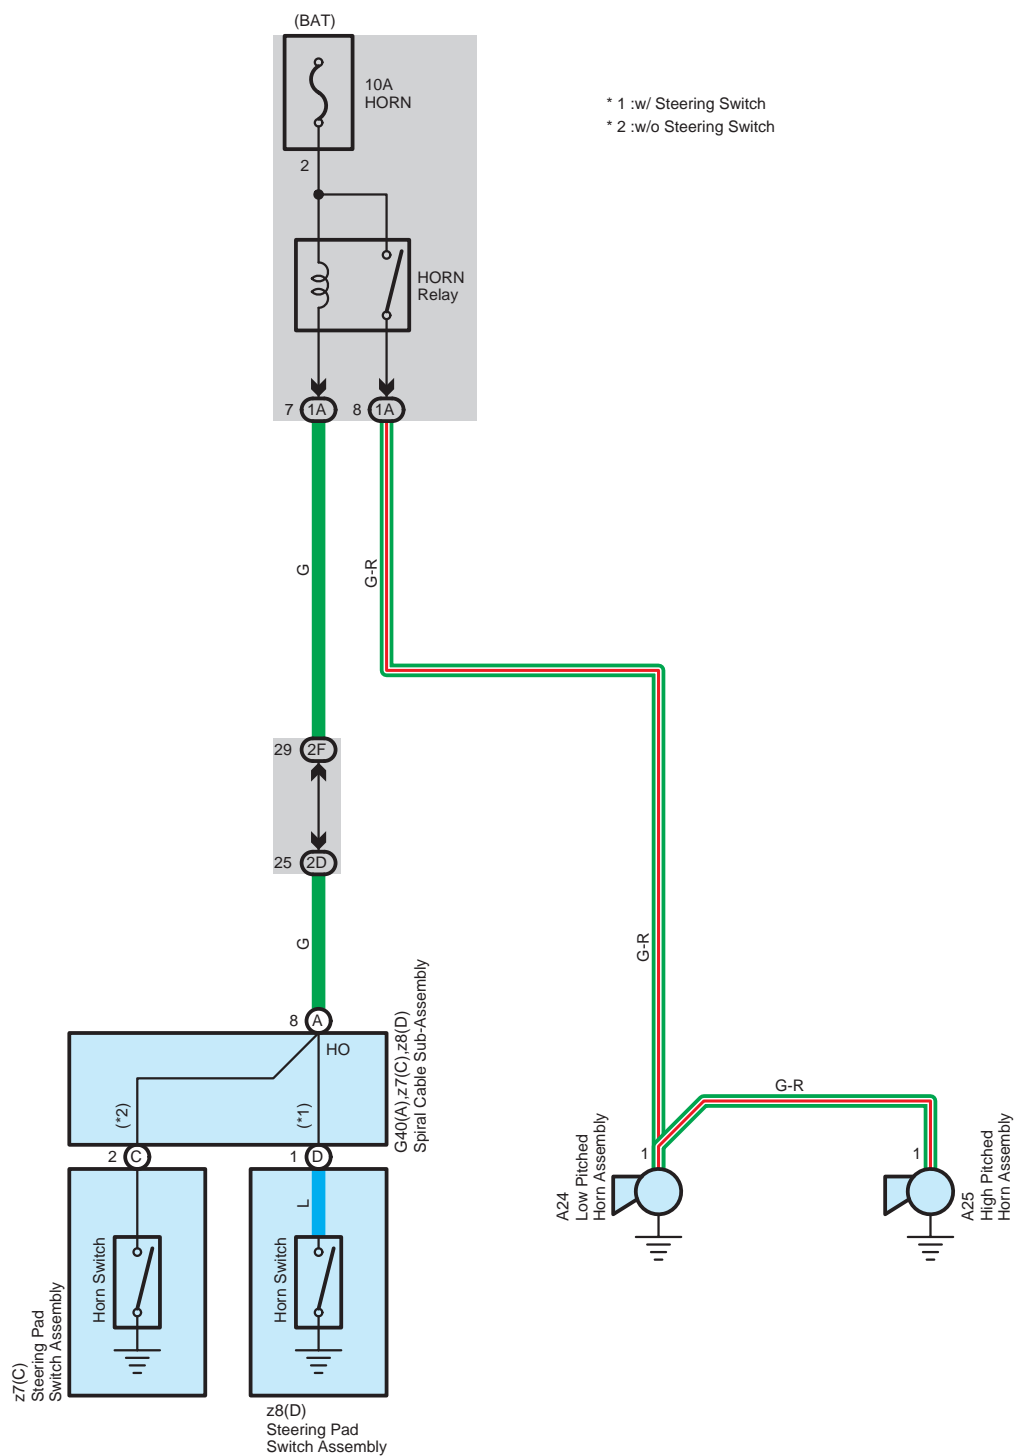 (BAT)
10A
HORN
* 1 :w/ Steering Switch
* 2 :w/o Steering Switch
2
HORN
Relay
7 1A
8 1A
G
G-R
29 2F
25 2D
G
G-R
8 A
HO
G40(A),z7(C),z8(D)
Spiral Cable Sub-Assembly
(*2)
(*1)
G-R
2 C
1 D
1
1
L
A24
Low Pitched
Horn Assembly
A25
High Pitched
Horn Assembly
Horn Switch
Horn Switch
z7(C)
Steering Pad
Switch Assembly
z8(D)
Steering Pad
Switch Assembly